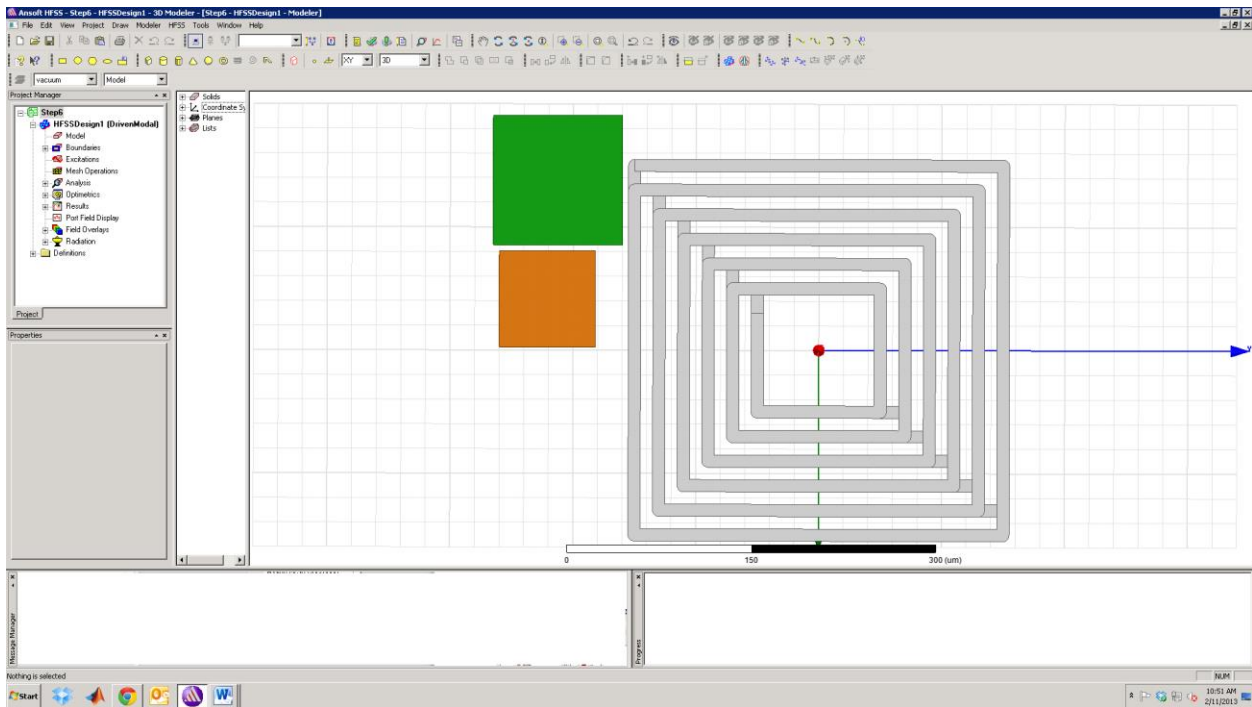 Ansoft HFSS - Step6 - HFSSDesign1 - 3D Modeler - [Step6 - HFSSDesign1 - Modeler]
File Edit View Project Draw Modeler HFSS Tools Window Help
XY 3D
vacuum Model
Project Manager
Step6
HFSSDesign1 (DrivenModal)
Model
Boundaries
Excitations
Mesh Operations
Analysis
Optimetrics
Results
Port Field Display
Field Overlays
Radiation
Definitions
Project
Properties
Solids
Coordinate Sy
Planes
Lists
Y
0 150 300 (um)
Message Manager
Progress
Nothing is selected
NUM
Start
10:51 AM
2/11/2013